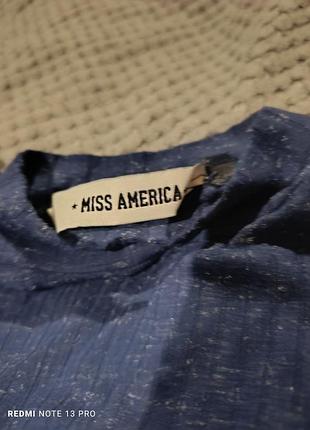 ★ MISS AMERICA
REDMI NOTE 13 PRO